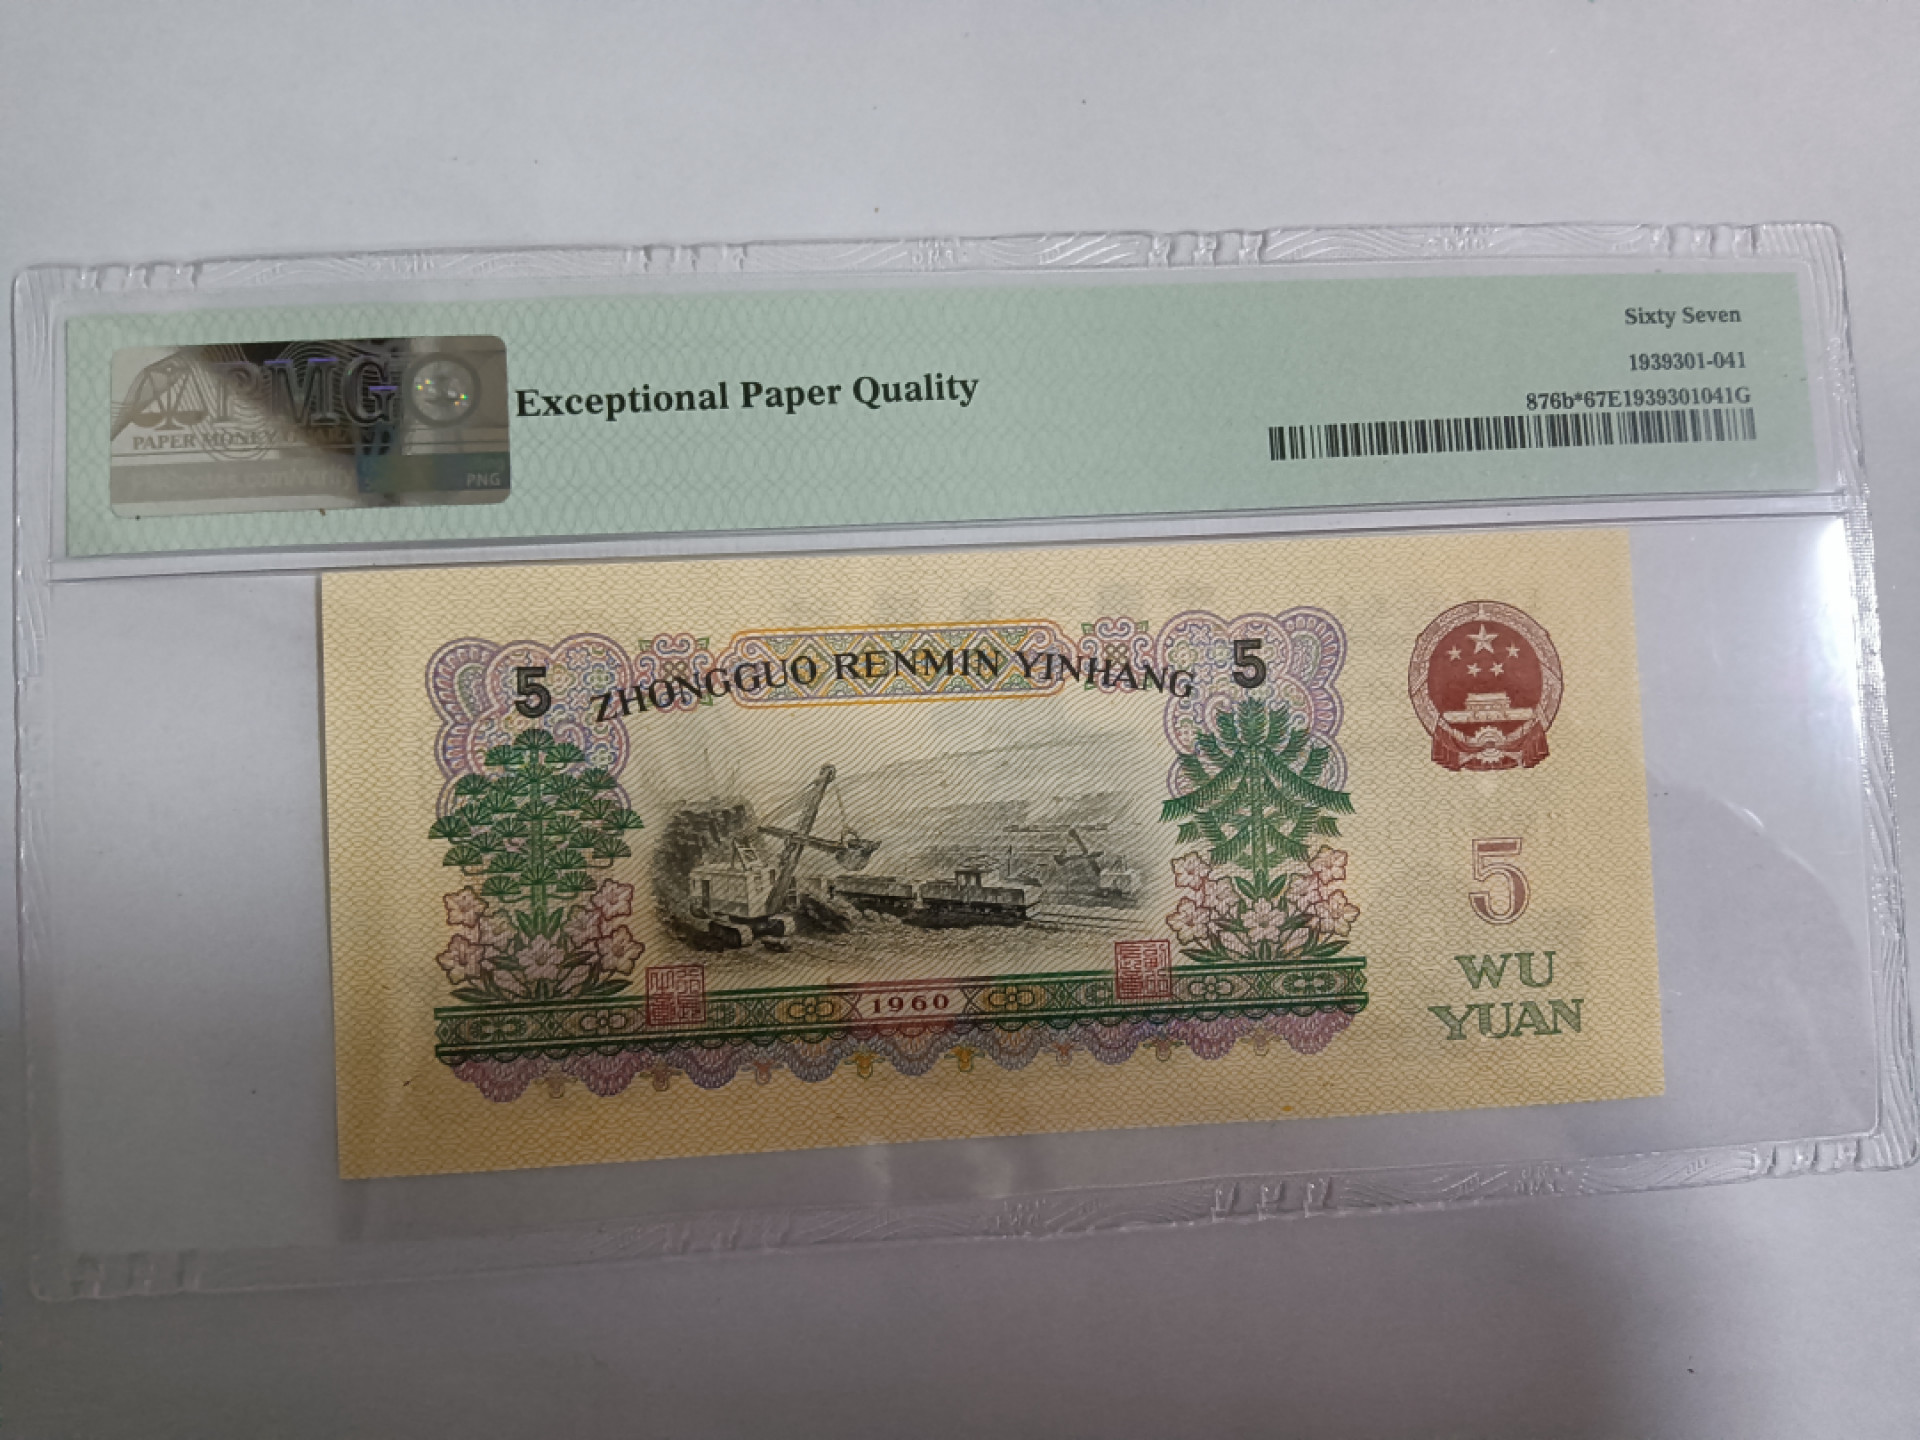 Sixty Seven
1939301-041
876b*67E1939301041G
PMG
PAPER MONEY
PNG
Exceptional Paper Quality
5 ZHONGGUO RENMIN YINHANG 5
5
WU
YUAN
1960